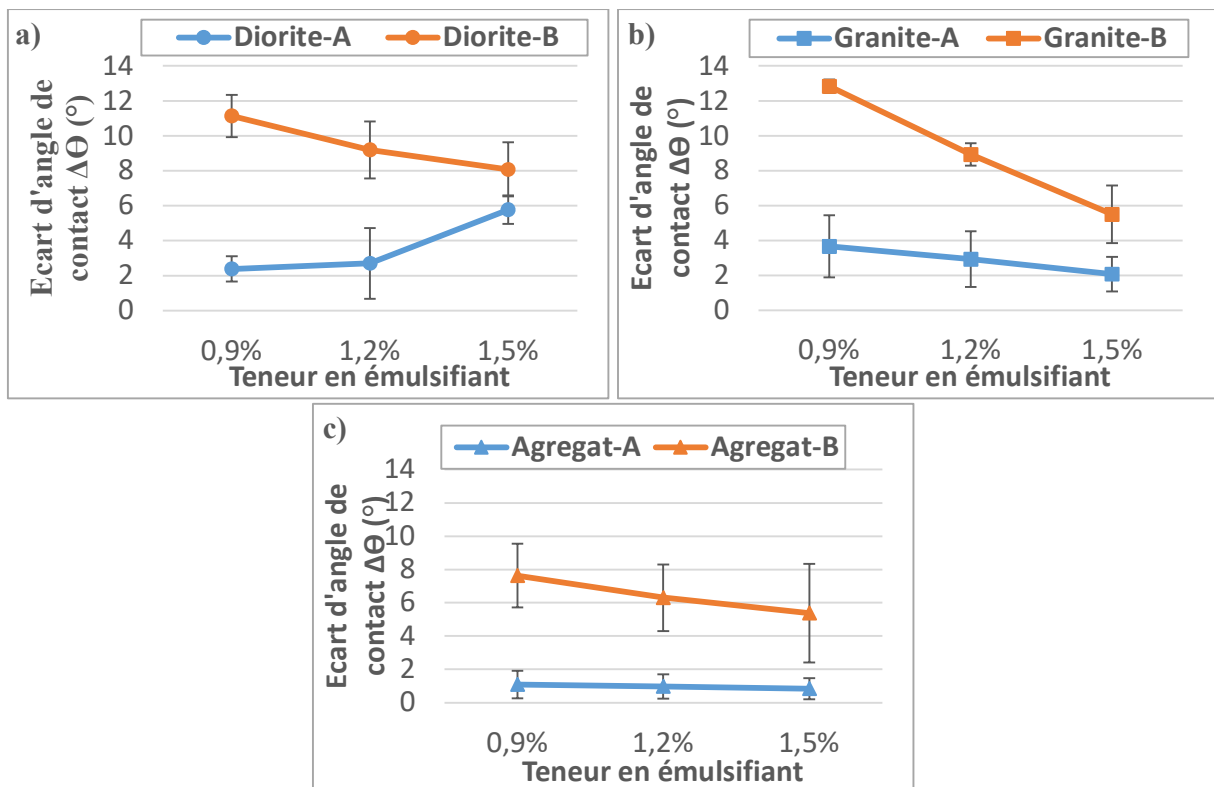 a)
Diorite-A Diorite-B
Ecart d'angle de
contact ΔΘ (°)
14
12
10
8
6
4
2
0
0,9% 1,2% 1,5%
Teneur en émulsifiant
b)
Granite-A Granite-B
Ecart d'angle de
contact ΔΘ (°)
14
12
10
8
6
4
2
0
0,9% 1,2% 1,5%
Teneur en émulsifiant
c)
Agregat-A Agregat-B
Ecart d'angle de
contact ΔΘ (°)
14
12
10
8
6
4
2
0
0,9% 1,2% 1,5%
Teneur en émulsifiant